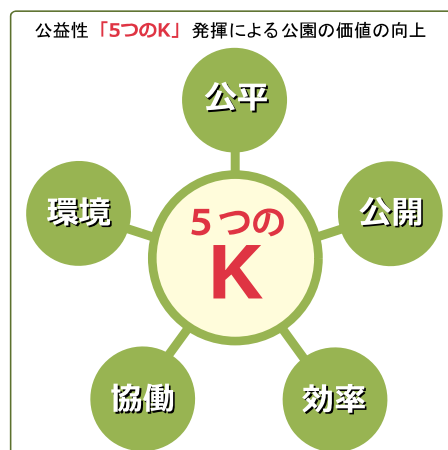 公益性「5つのK」発揮による公園の価値の向上
公平
環境
公開
5つの
K
協働
効率